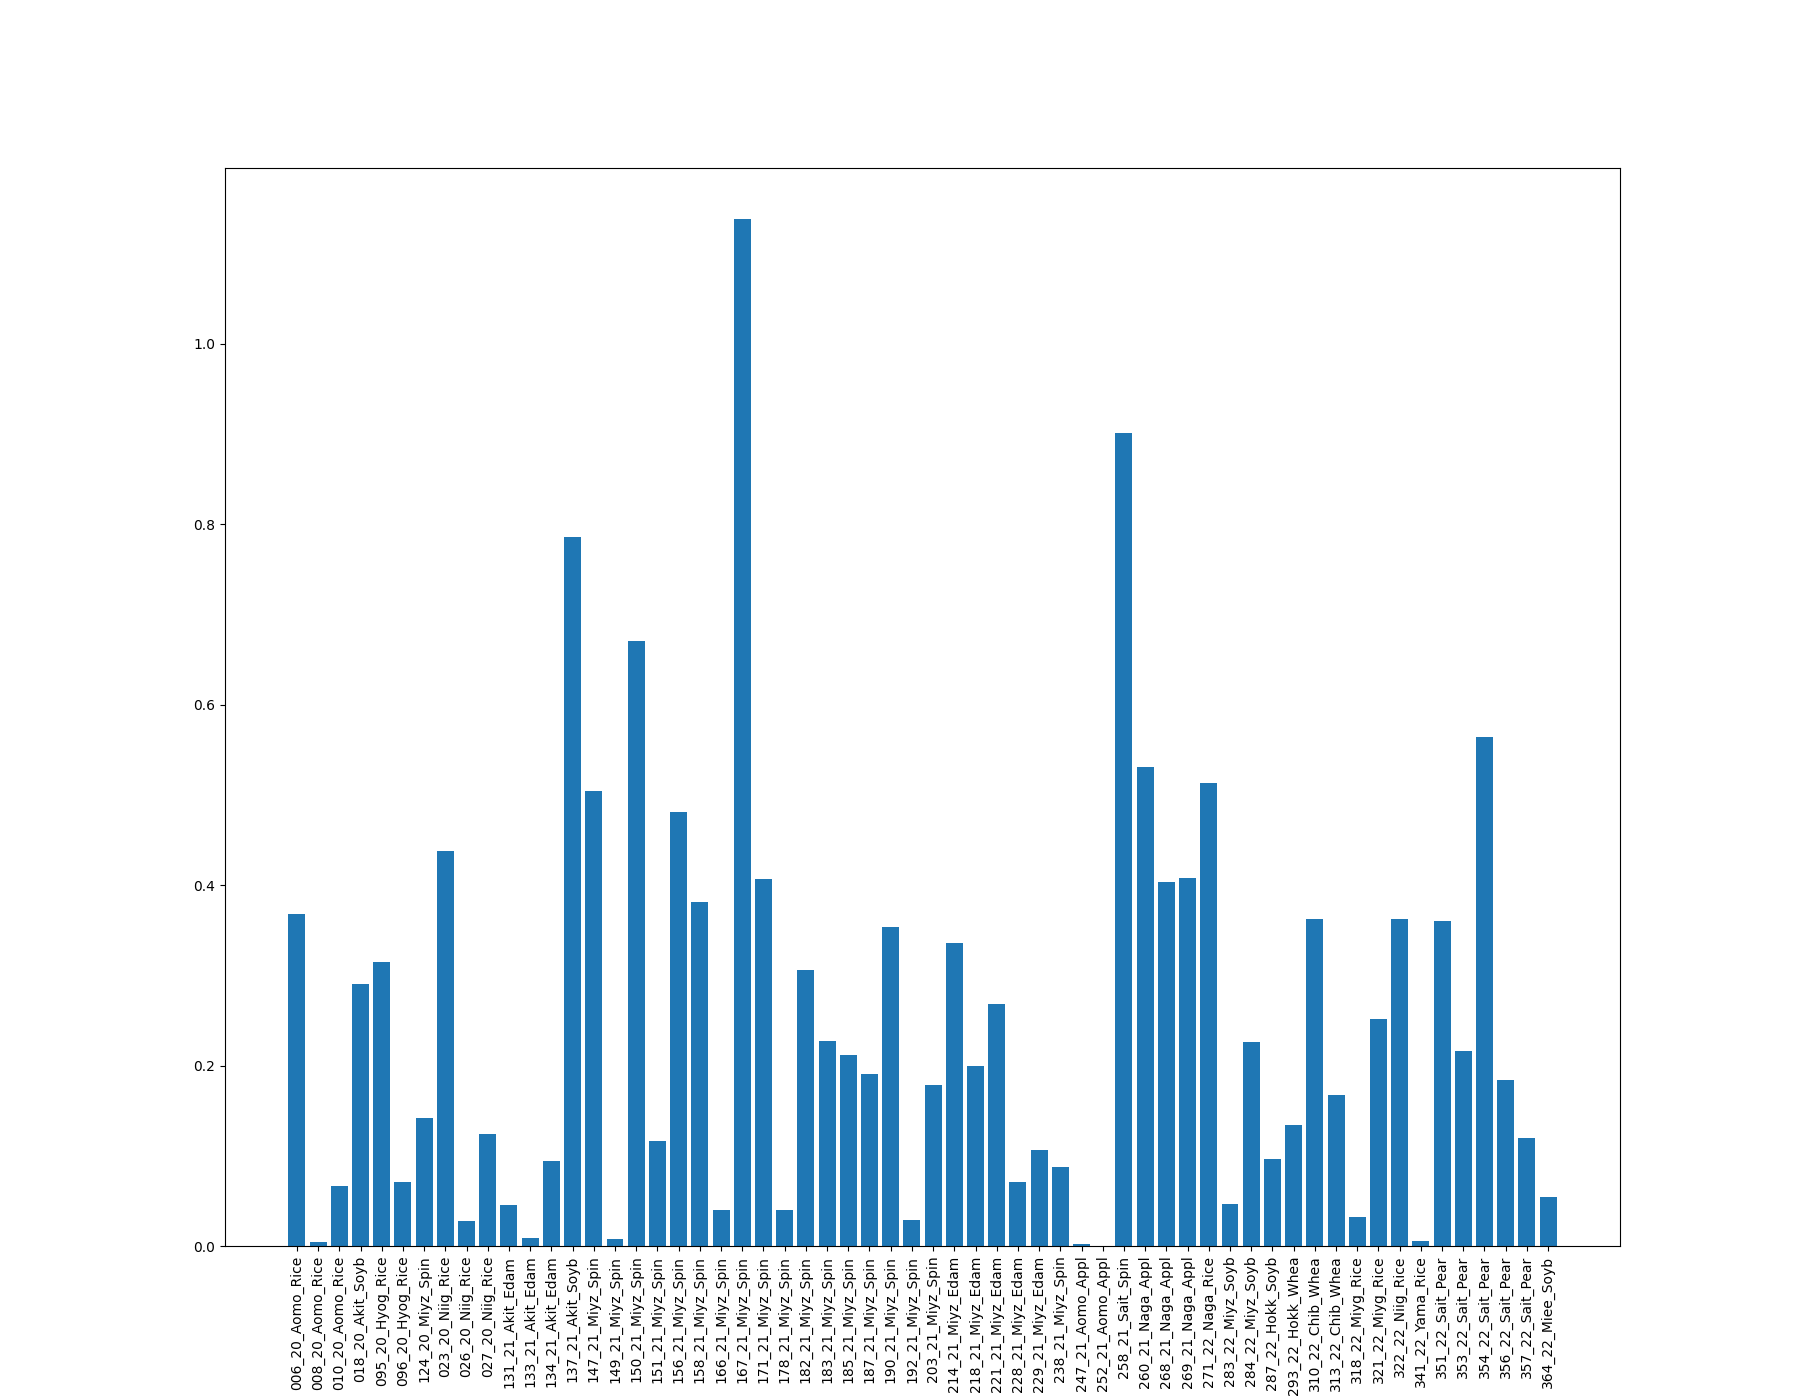 1.0
0.8
0.6
0.4
0.2
0.0
006_20_Aomo_Rice
008_20_Aomo_Rice
010_20_Aomo_Rice
018_20_Akit_Soyb
095_20_Hyog_Rice
096_20_Hyog_Rice
124_20_Miyz_Spin
023_20_Niig_Rice
026_20_Niig_Rice
027_20_Niig_Rice
131_21_Akit_Edam
133_21_Akit_Edam
134_21_Akit_Edam
137_21_Akit_Soyb
147_21_Miyz_Spin
149_21_Miyz_Spin
150_21_Miyz_Spin
151_21_Miyz_Spin
156_21_Miyz_Spin
158_21_Miyz_Spin
166_21_Miyz_Spin
167_21_Miyz_Spin
171_21_Miyz_Spin
178_21_Miyz_Spin
182_21_Miyz_Spin
183_21_Miyz_Spin
185_21_Miyz_Spin
187_21_Miyz_Spin
190_21_Miyz_Spin
192_21_Miyz_Spin
203_21_Miyz_Spin
214_21_Miyz_Edam
218_21_Miyz_Edam
221_21_Miyz_Edam
228_21_Miyz_Edam
229_21_Miyz_Edam
238_21_Miyz_Spin
247_21_Aomo_Appl
252_21_Aomo_Appl
258_21_Sait_Spin
260_21_Naga_Appl
268_21_Naga_Appl
269_21_Naga_Appl
271_22_Naga_Rice
283_22_Miyz_Soyb
284_22_Miyz_Soyb
287_22_Hokk_Soyb
293_22_Hokk_Whea
310_22_Chib_Whea
313_22_Chib_Whea
318_22_Miyg_Rice
321_22_Miyg_Rice
322_22_Niig_Rice
341_22_Yama_Rice
351_22_Sait_Pear
353_22_Sait_Pear
354_22_Sait_Pear
356_22_Sait_Pear
357_22_Sait_Pear
364_22_Miee_Soyb